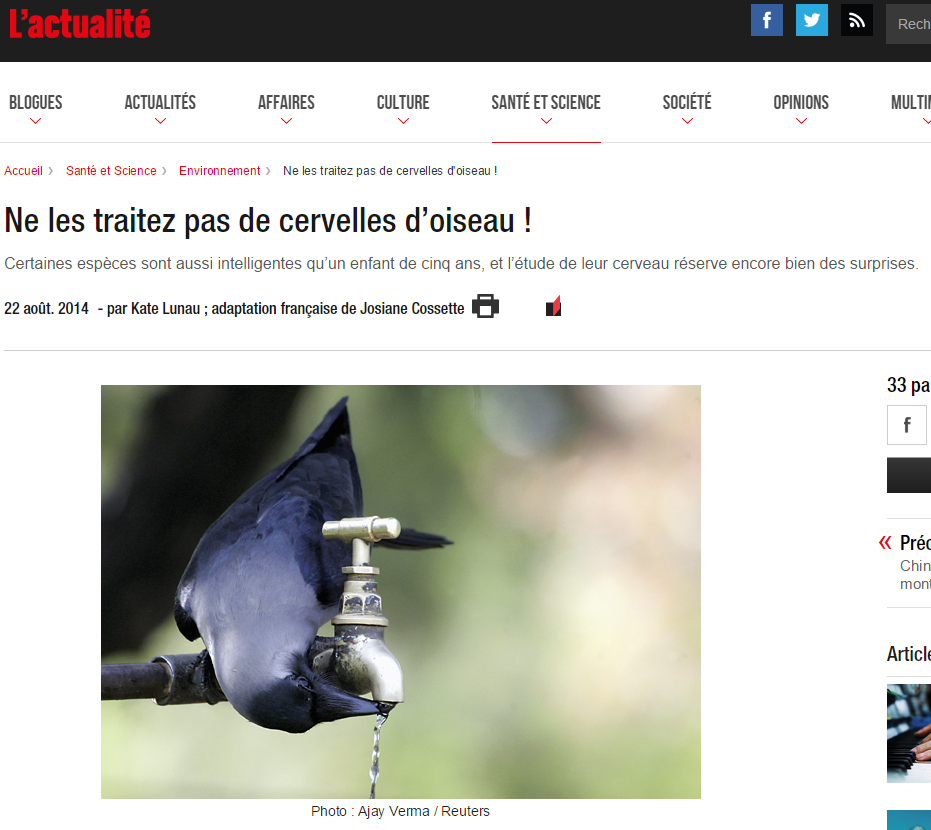 L'actualité
f
Rech
BLOGUES ACTUALITÉS AFFAIRES CULTURE SANTÉ ET SCIENCE SOCIÉTÉ OPINIONS MULTIM
Accueil > Santé et Science > Environnement > Ne les traitez pas de cervelles d'oiseau !
Ne les traitez pas de cervelles d’oiseau !
Certaines espèces sont aussi intelligentes qu’un enfant de cinq ans, et l’étude de leur cerveau réserve encore bien des surprises.
22 août. 2014 - par Kate Lunau ; adaptation française de Josiane Cossette
33 pa
f
« Préc
Chin
mont
Article
Photo : Ajay Verma / Reuters